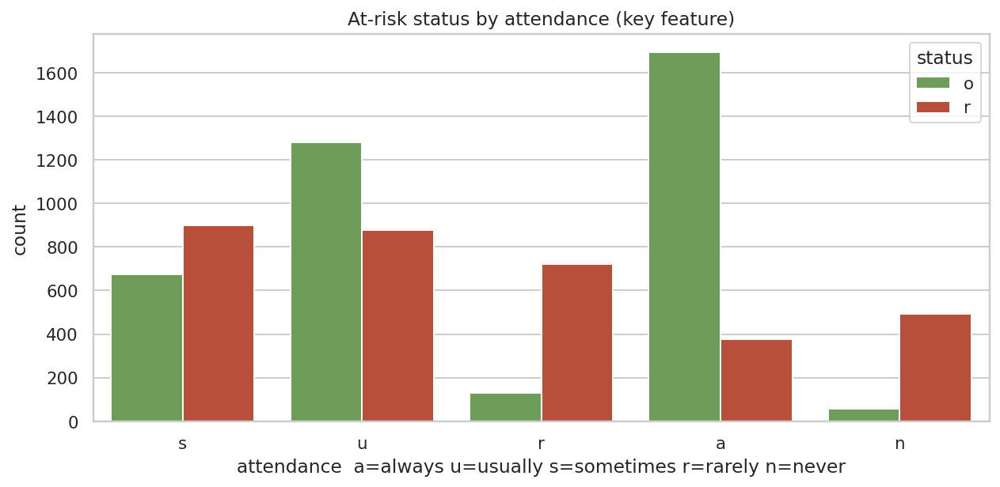 At-risk status by attendance (key feature)
status
o
r
1600
1400
1200
1000
800
600
400
200
0
count
s u r a n
attendance  a=always u=usually s=sometimes r=rarely n=never